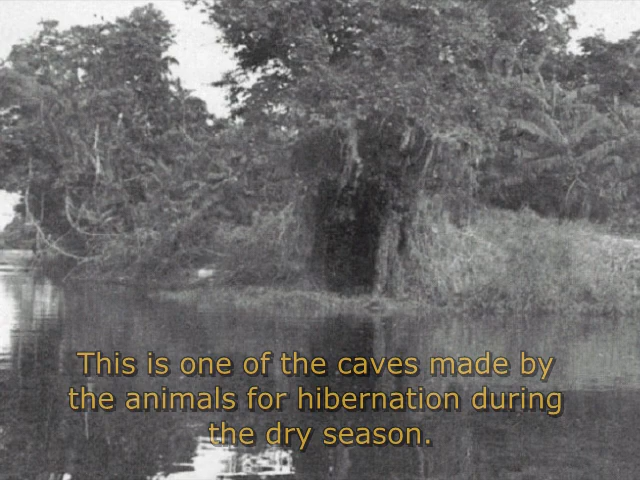 This is one of the caves made by
the animals for hibernation during
the dry season.